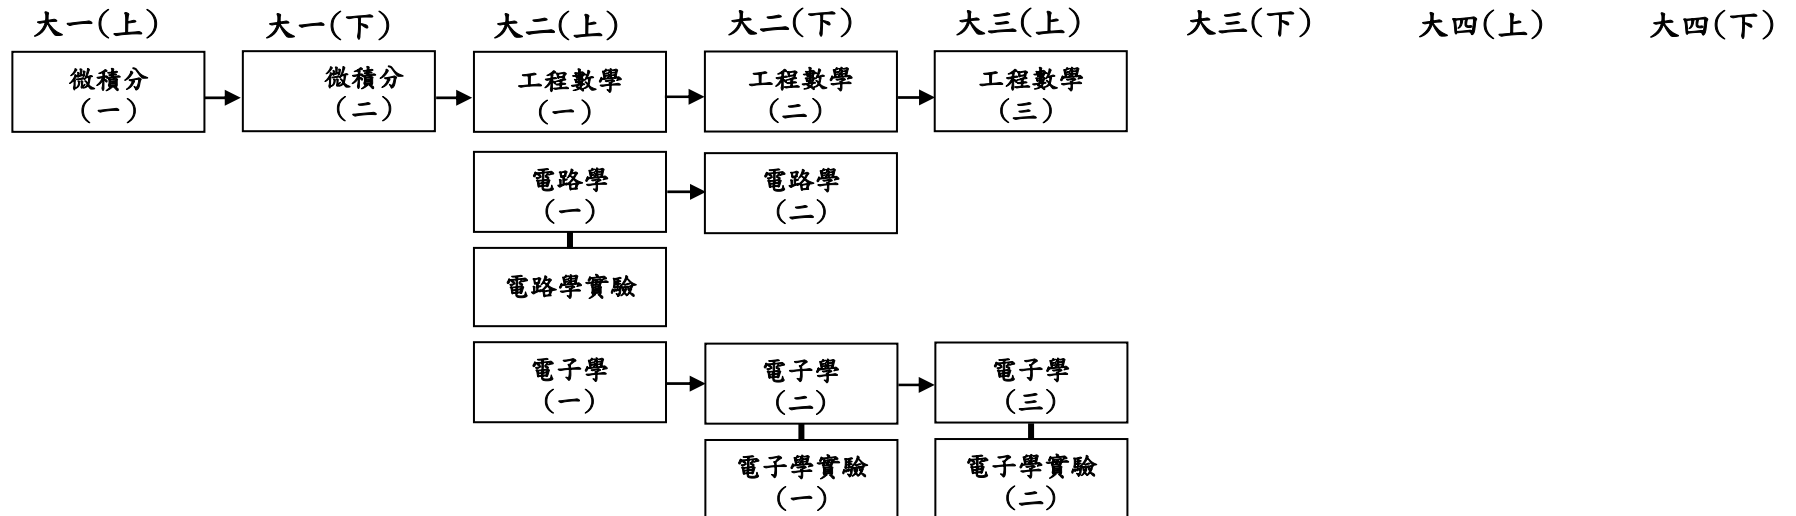 大一(上) 大一(下) 大二(上) 大二(下) 大三(上) 大三(下) 大四(上) 大四(下)
微積分
(一)
微積分
(二)
工程數學
(一)
工程數學
(二)
工程數學
(三)
電路學
(一)
電路學
(二)
電路學實驗
電子學
(一)
電子學
(二)
電子學
(三)
電子學實驗
(一)
電子學實驗
(二)